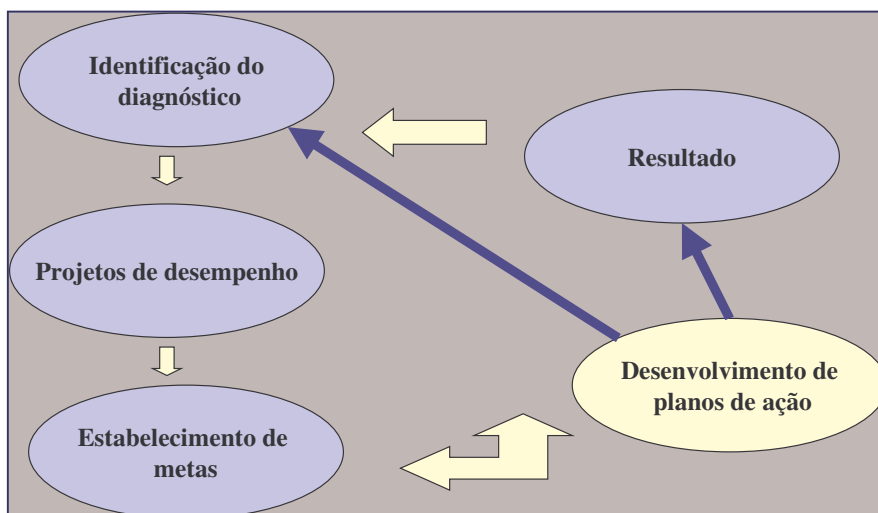 Identificação do
diagnóstico
Resultado
Projetos de desempenho
Desenvolvimento de
planos de ação
Estabelecimento de
metas